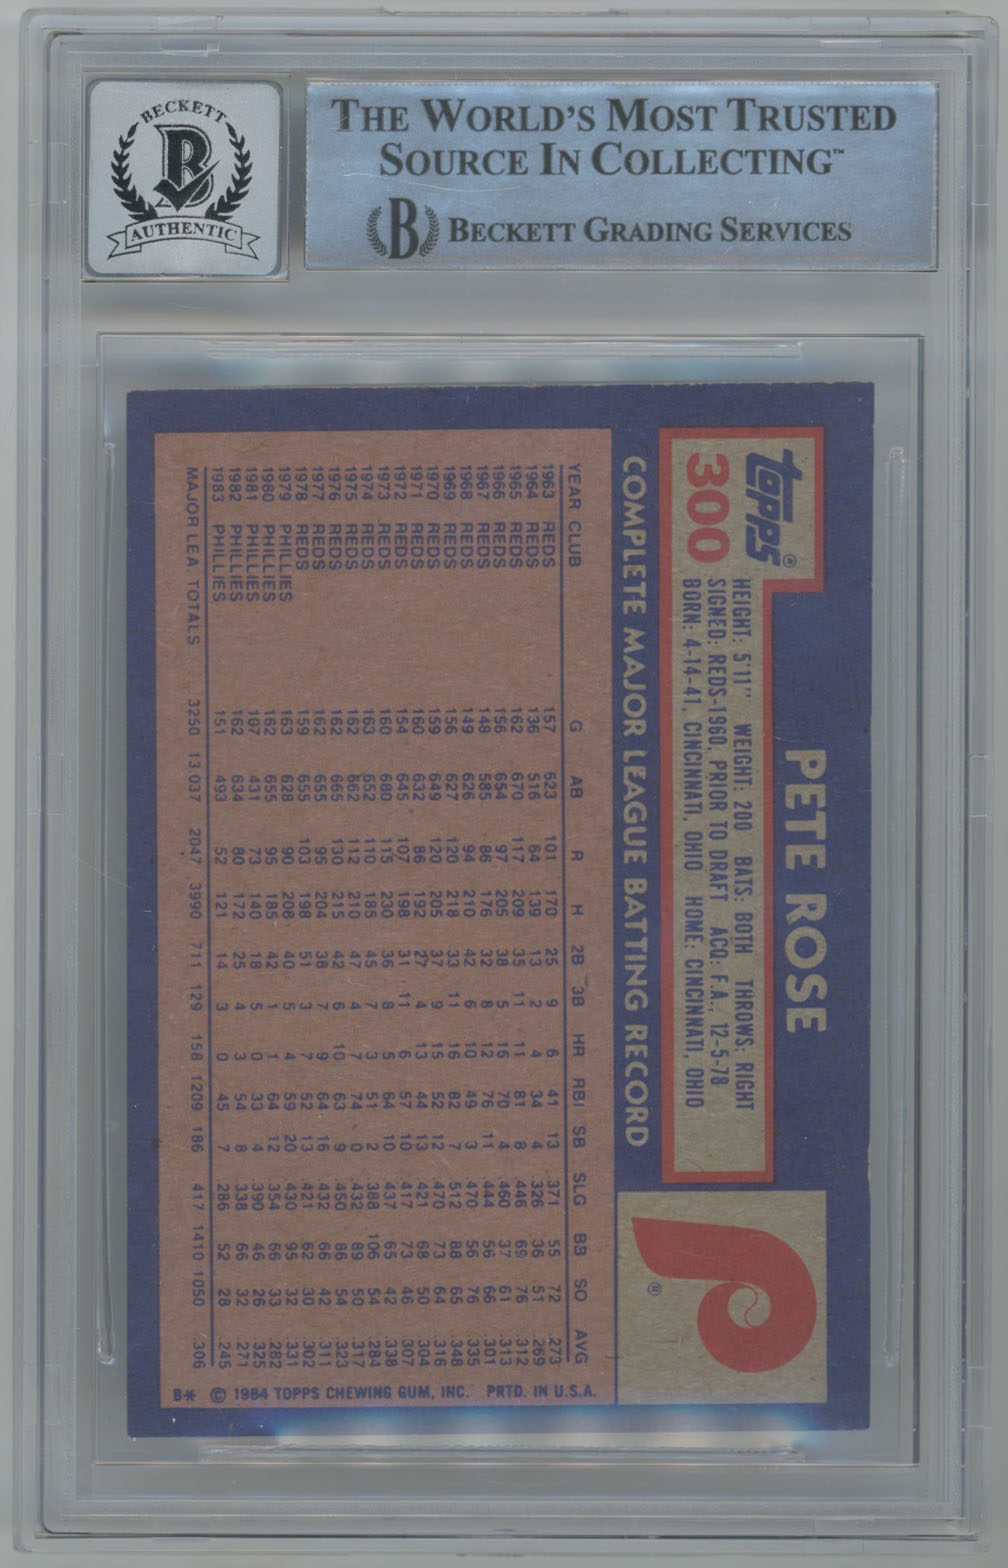 BECKETT
B
AUTHENTIC
THE WORLD'S MOST TRUSTED
SOURCE IN COLLECTING™
B BECKETT GRADING SERVICES
PETE ROSE
Topps®
300
HEIGHT: 5'11" WEIGHT: 200 BATS: BOTH THROWS: RIGHT
SIGNED: REDS-1960, PRIOR TO DRAFT ACQ. F.A., 12-5-78
BORN: 4-14-41, CINCINNATI, OHIO HOME: CINCINNATI, OHIO
P ®
COMPLETE MAJOR LEAGUE BATTING RECORD
YEAR CLUB G AB R H 2B 3B HR RBI SB SLG BB SO AVG
1963 REDS 157 623 101 170 25 9 6 41 13 .371 55 72 .273
1964 REDS 136 516 64 139 13 2 4 34 4 .326 36 51 .269
1965 REDS 162 670 117 209 35 11 11 81 8 .446 69 76 .312
1966 REDS 156 654 97 205 38 5 16 70 4 .460 37 61 .313
1967 REDS 148 585 86 176 32 8 12 76 11 .444 56 66 .301
1968 REDS 149 626 94 210 42 6 10 49 3 .470 56 76 .335
1969 REDS 156 627 120 218 33 11 16 82 7 .512 88 65 .348
1970 REDS 159 649 120 205 37 9 15 52 12 .470 73 64 .316
1971 REDS 160 632 86 192 27 4 13 44 13 .421 68 50 .304
1972 REDS 154 645 107 198 31 11 6 57 10 .417 73 46 .307
1973 REDS 160 680 115 230 36 8 5 64 10 .437 65 42 .338
1974 REDS 163 652 110 185 45 7 3 51 2 .388 106 54 .284
1975 REDS 162 662 112 210 47 4 7 74 0 .432 89 50 .317
1976 REDS 162 665 130 215 42 6 10 63 9 .450 86 54 .323
1977 REDS 162 655 95 204 38 7 9 64 16 .432 66 42 .311
1978 REDS 159 655 103 198 51 3 7 52 13 .421 62 30 .302
1979 PHILLIES 163 628 90 208 40 5 4 59 20 .430 95 32 .331
1980 PHILLIES 162 655 95 185 42 1 1 64 12 .354 66 33 .282
1981 PHILLIES 107 431 73 140 18 5 0 33 4 .390 46 26 .325
1982 PHILLIES 162 634 80 172 25 4 3 54 8 .338 66 32 .271
1983 PHILLIES 151 493 52 121 14 3 0 45 7 .286 52 28 .245
MAJOR LEA. TOTALS 3250 13,037 2047 3990 711 129 158 1209 186 .417 1410 1050 .306
B* © 1984 TOPPS CHEWING GUM, INC. PRTD. IN U.S.A.